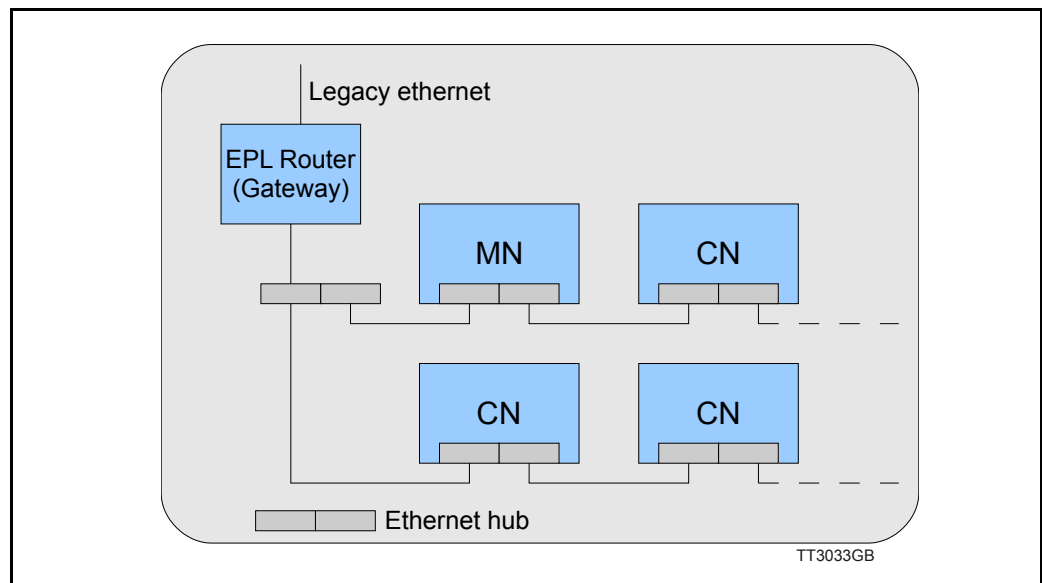 Legacy ethernet
EPL Router
(Gateway)
MN
CN
CN
CN
Ethernet hub
TT3033GB